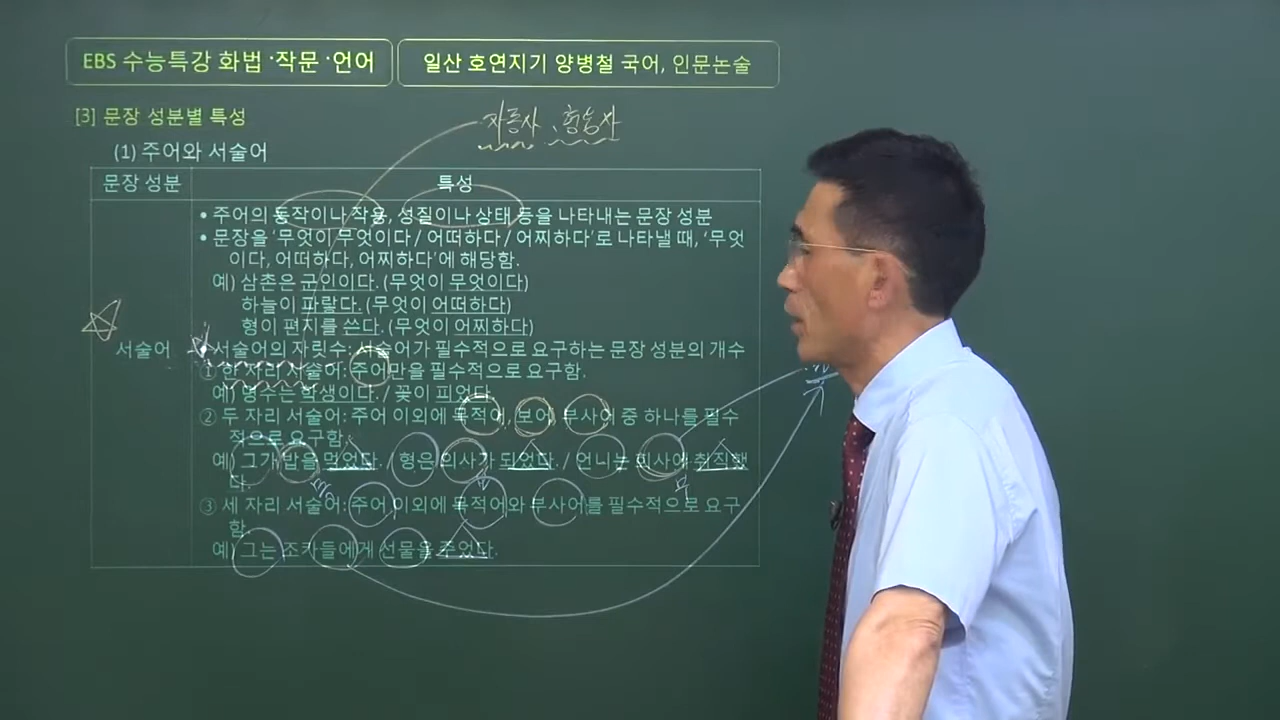 EBS 수능특강 화법·작문·언어
일산 호연지기 양병철 국어, 인문논술
자동사, 형용사
[3] 문장 성분별 특성
(1) 주어와 서술어
문장 성분
특성
서술어
• 주어의 동작이나 작용, 성질이나 상태 등을 나타내는 문장 성분
• 문장을 '무엇이 무엇이다 / 어떠하다 / 어찌하다'로 나타낼 때, '무엇
이다, 어떠하다, 어찌하다'에 해당함.
예) 삼촌은 군인이다. (무엇이 무엇이다)
하늘이 파랗다. (무엇이 어떠하다)
형이 편지를 쓴다. (무엇이 어찌하다)
서술어의 자릿수: 서술어가 필수적으로 요구하는 문장 성분의 개수
① 한 자리 서술어: 주어만을 필수적으로 요구함.
예) 명수는 학생이다. / 꽃이 피었다.
② 두 자리 서술어: 주어 이외에 목적어, 보어, 부사어 중 하나를 필수
적으로 요구함.
예) 그가 밥을 먹었다. / 형은 의사가 되었다. / 언니는 회사에 취직했
다.
③ 세 자리 서술어: 주어 이외에 목적어와 부사어를 필수적으로 요구
함.
예) 그는 조카들에게 선물을 주었다.